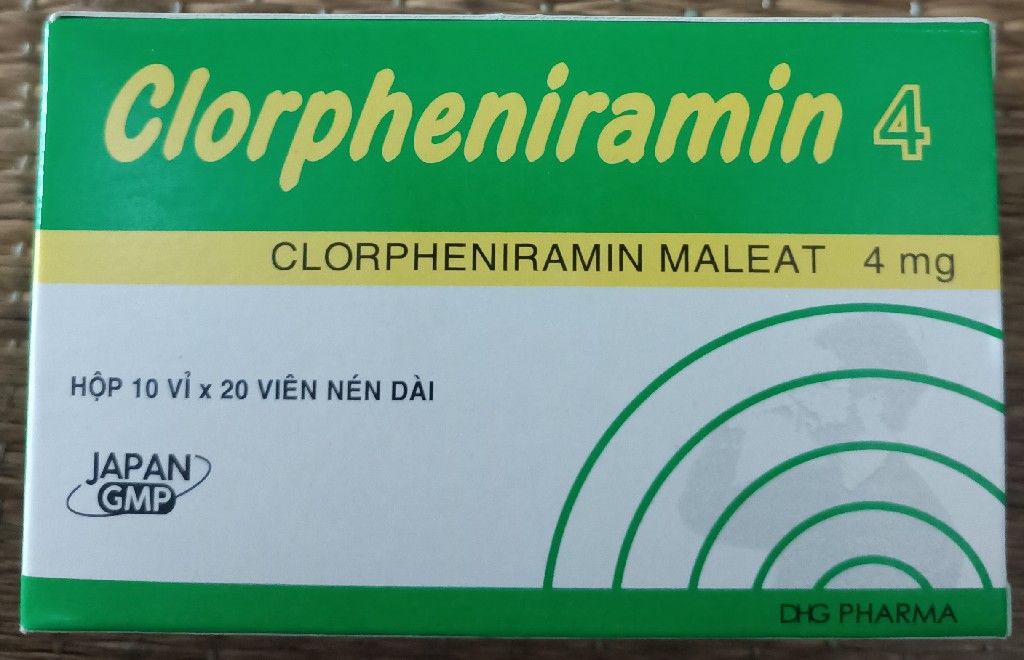 Clorpheniramin 4
CLORPHENIRAMIN MALEAT 4 mg
HỘP 10 VỈ x 20 VIÊN NÉN DÀI
JAPAN
GMP
DHG PHARMA